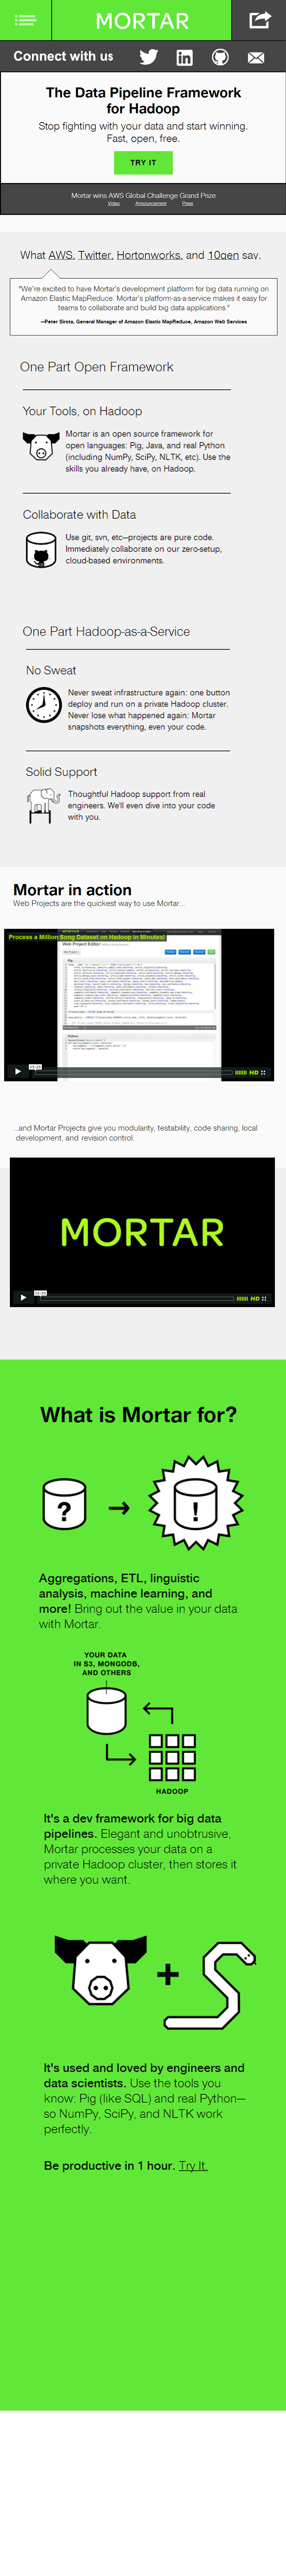 MORTAR
Connect with us
The Data Pipeline Framework
for Hadoop
Stop fighting with your data and start winning.
Fast, open, free.
TRY IT
Mortar wins AWS Global Challenge Grand Prize
Video Announcement Press
What AWS, Twitter, Hortonworks, and 10gen say.
"We're excited to have Mortar's development platform for big data running on
Amazon Elastic MapReduce. Mortar's platform-as-a-service makes it easy for
teams to collaborate and build big data applications."
—Peter Sirota, General Manager of Amazon Elastic MapReduce, Amazon Web Services
One Part Open Framework
Your Tools, on Hadoop
Mortar is an open source framework for
open languages: Pig, Java, and real Python
(including NumPy, SciPy, NLTK, etc). Use the
skills you already have, on Hadoop.
Collaborate with Data
Use git, svn, etc—projects are pure code.
Immediately collaborate on our zero-setup,
cloud-based environments.
One Part Hadoop-as-a-Service
No Sweat
Never sweat infrastructure again: one button
deploy and run on a private Hadoop cluster.
Never lose what happened again: Mortar
snapshots everything, even your code.
Solid Support
Thoughtful Hadoop support from real
engineers. We'll even dive into your code
with you.
Mortar in action
Web Projects are the quickest way to use Mortar...
Process a Million Song Dataset on Hadoop in Minutes!
Web Project Editor:
Pig
Python
HD
...and Mortar Projects give you modularity, testability, code sharing, local
development, and revision control.
MORTAR
HD
What is Mortar for?
? → !
Aggregations, ETL, linguistic
analysis, machine learning, and
more! Bring out the value in your data
with Mortar.
YOUR DATA
IN S3, MONGODB,
AND OTHERS
HADOOP
It's a dev framework for big data
pipelines. Elegant and unobtrusive,
Mortar processes your data on a
private Hadoop cluster, then stores it
where you want.
+
It's used and loved by engineers and
data scientists. Use the tools you
know: Pig (like SQL) and real Python—
so NumPy, SciPy, and NLTK work
perfectly.
Be productive in 1 hour. Try It.